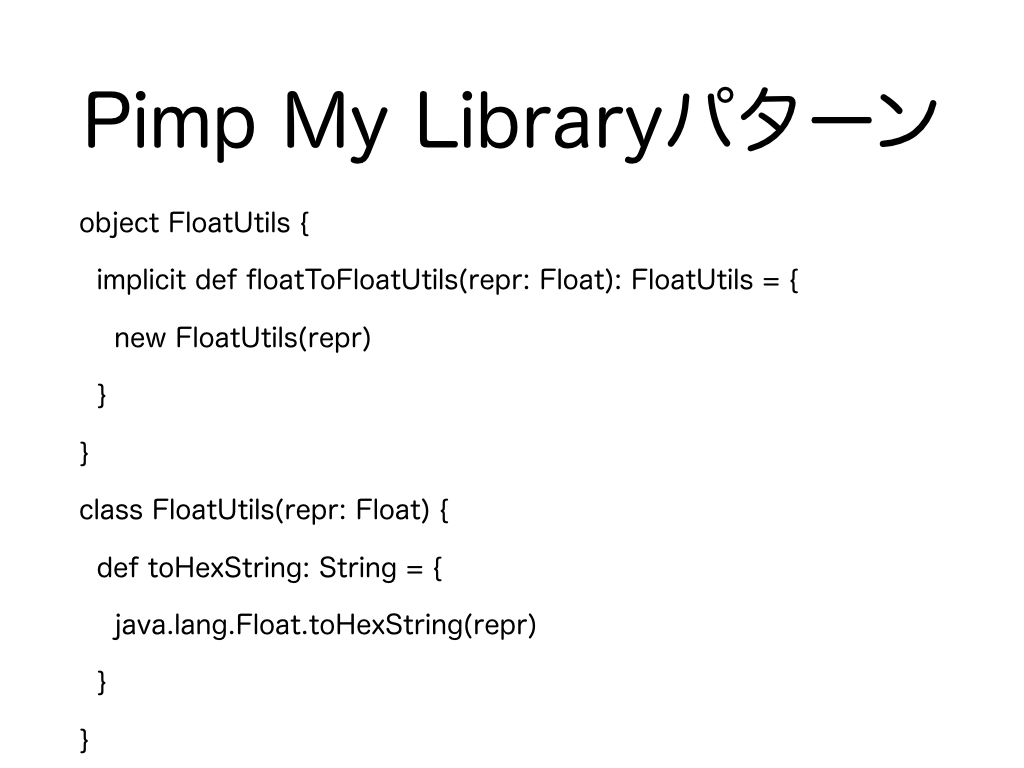 Pimp My Libraryパターン
object FloatUtils {
  implicit def floatToFloatUtils(repr: Float): FloatUtils = {
    new FloatUtils(repr)
  }
}
class FloatUtils(repr: Float) {
  def toHexString: String = {
    java.lang.Float.toHexString(repr)
  }
}